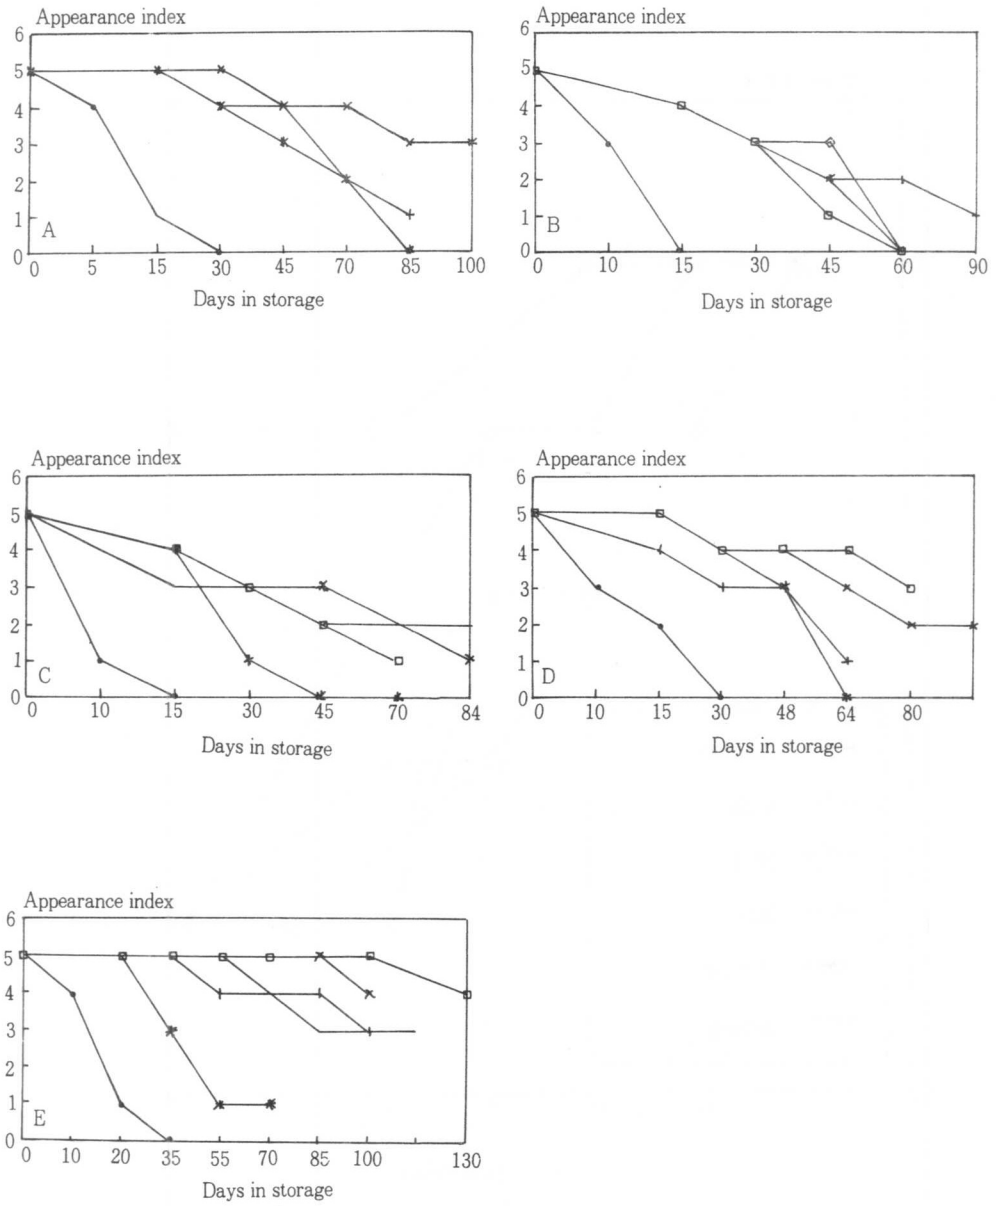 Appearance index
6
5
4
3
2
1
0
A
0 5 15 30 45 70 85 100
Days in storage
Appearance index
6
5
4
3
2
1
0
B
0 10 15 30 45 60 90
Days in storage
Appearance index
6
5
4
3
2
1
0
C
0 10 15 30 45 70 84
Days in storage
Appearance index
6
5
4
3
2
1
0
D
0 10 15 30 48 64 80
Days in storage
Appearance index
6
5
4
3
2
1
0
E
0 10 20 35 55 70 85 100 130
Days in storage